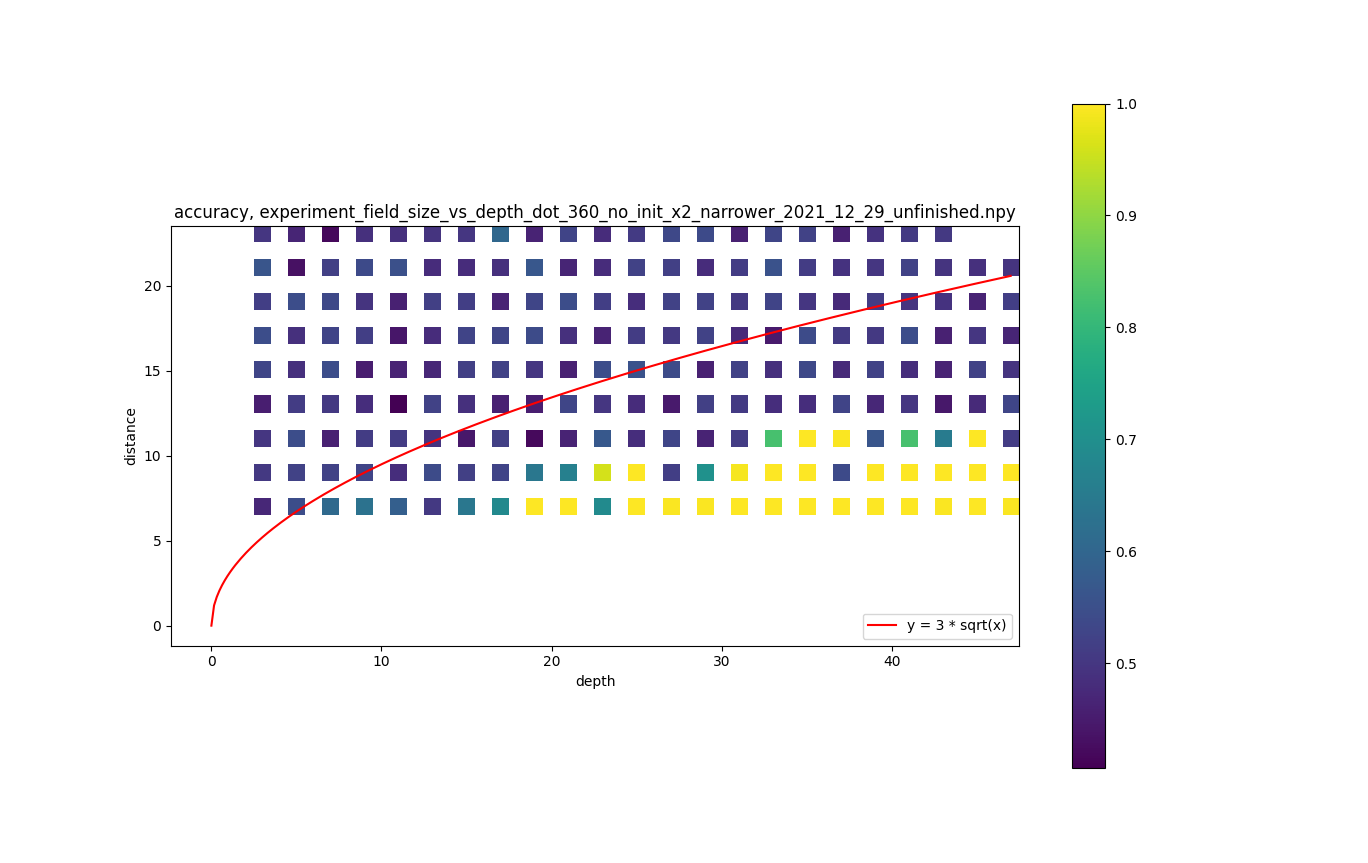 accuracy, experiment_field_size_vs_depth_dot_360_no_init_x2_narrower_2021_12_29_unfinished.npy
distance
20
15
10
5
0
0 10 20 30 40
depth
y = 3 * sqrt(x)
1.0
0.9
0.8
0.7
0.6
0.5